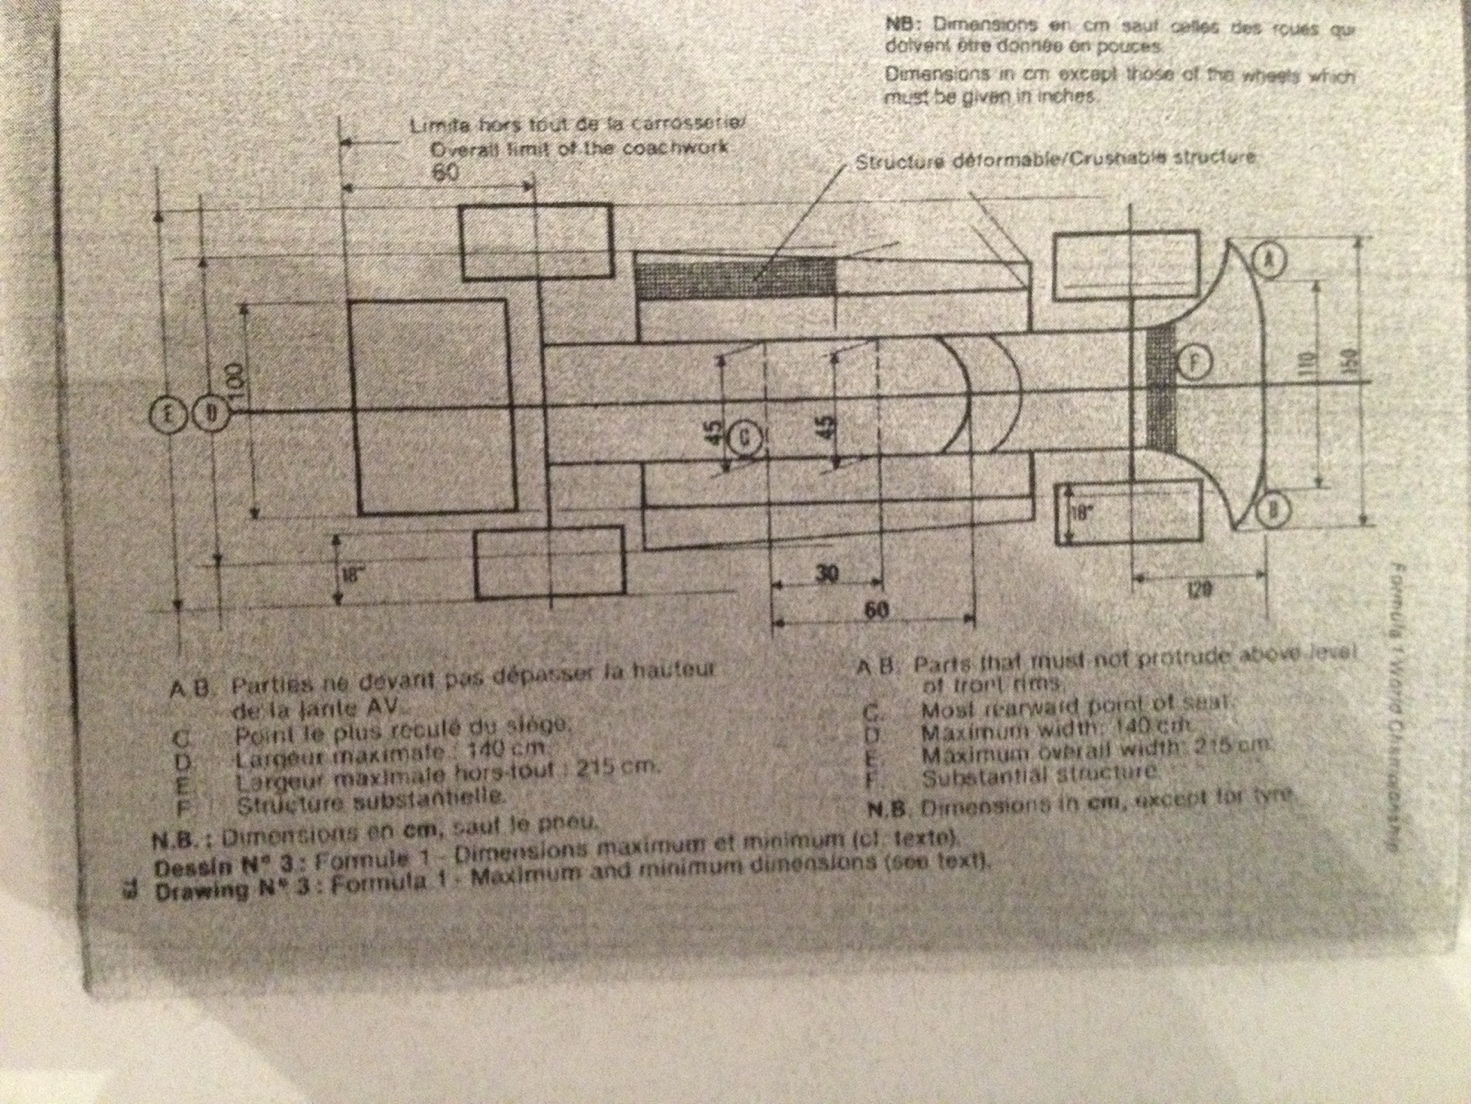 NB: Dimensions en cm sauf celles des roues qui
doivent être donnée en pouces.
Dimensions in cm except those of the wheels which
must be given in inches.
Limite hors tout de la carrosserie/
Overall limit of the coachwork
60
Structure déformable/Crushable structure
A
E
D
100
45
C
45
F
110
150
B
18"
18"
30
60
120
A B. Parties ne devant pas dépasser la hauteur
de la jante AV.
C. Point le plus reculé du siège.
D. Largeur maximale : 140 cm.
E. Largeur maximale hors-tout : 215 cm.
F. Structure substantielle.
N.B. : Dimensions en cm, sauf le pneu.
A B. Parts that must not protrude above level
of front rims.
C. Most rearward point of seat.
D. Maximum width: 140 cm.
E. Maximum overall width: 215 cm.
F. Substantial structure.
N.B. Dimensions in cm, except for tyre.
Dessin N° 3 : Formule 1 - Dimensions maximum et minimum (cf. texte).
Drawing N° 3 : Formula 1 - Maximum and minimum dimensions (see text).
Formula 1 World Championship